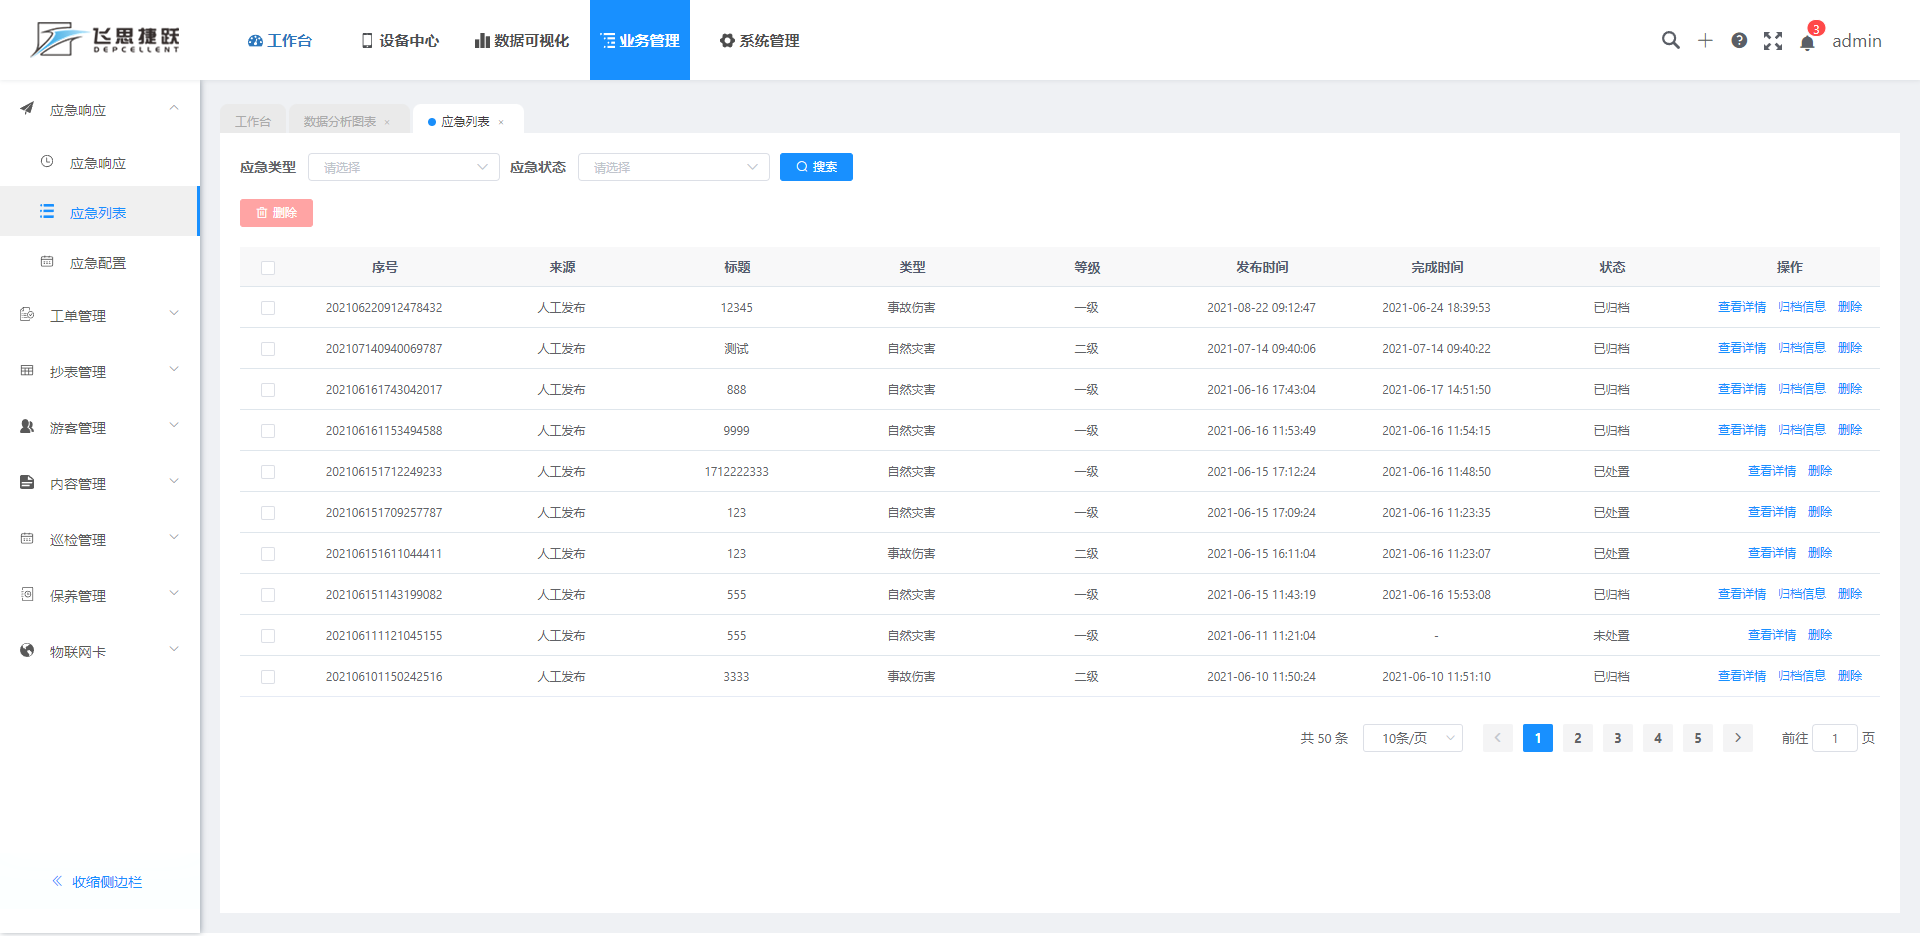 飞思捷跃 DEPCELLENT 工作台 设备中心 数据可视化 业务管理 系统管理 3 admin
应急响应
应急响应
应急列表
应急配置
工单管理
抄表管理
游客管理
内容管理
巡检管理
保养管理
物联网卡
收缩侧边栏
工作台 数据分析图表 × 应急列表 ×
应急类型 请选择 应急状态 请选择 搜索
删除
序号 来源 标题 类型 等级 发布时间 完成时间 状态 操作
202106220912478432 人工发布 12345 事故伤害 一级 2021-08-22 09:12:47 2021-06-24 18:39:53 已归档 查看详情 归档信息 删除
202107140940069787 人工发布 测试 自然灾害 二级 2021-07-14 09:40:06 2021-07-14 09:40:22 已归档 查看详情 归档信息 删除
202106161743042017 人工发布 888 自然灾害 一级 2021-06-16 17:43:04 2021-06-17 14:51:50 已归档 查看详情 归档信息 删除
202106161153494588 人工发布 9999 自然灾害 一级 2021-06-16 11:53:49 2021-06-16 11:54:15 已归档 查看详情 归档信息 删除
202106151712249233 人工发布 1712222333 自然灾害 一级 2021-06-15 17:12:24 2021-06-16 11:48:50 已处置 查看详情 删除
202106151709257787 人工发布 123 自然灾害 一级 2021-06-15 17:09:24 2021-06-16 11:23:35 已处置 查看详情 删除
202106151611044411 人工发布 123 事故伤害 二级 2021-06-15 16:11:04 2021-06-16 11:23:07 已处置 查看详情 删除
202106151143199082 人工发布 555 自然灾害 一级 2021-06-15 11:43:19 2021-06-16 15:53:08 已归档 查看详情 归档信息 删除
202106111121045155 人工发布 555 自然灾害 一级 2021-06-11 11:21:04 - 未处置 查看详情 删除
202106101150242516 人工发布 3333 事故伤害 二级 2021-06-10 11:50:24 2021-06-10 11:51:10 已归档 查看详情 归档信息 删除
共 50 条 10条/页 1 2 3 4 5 前往 1 页